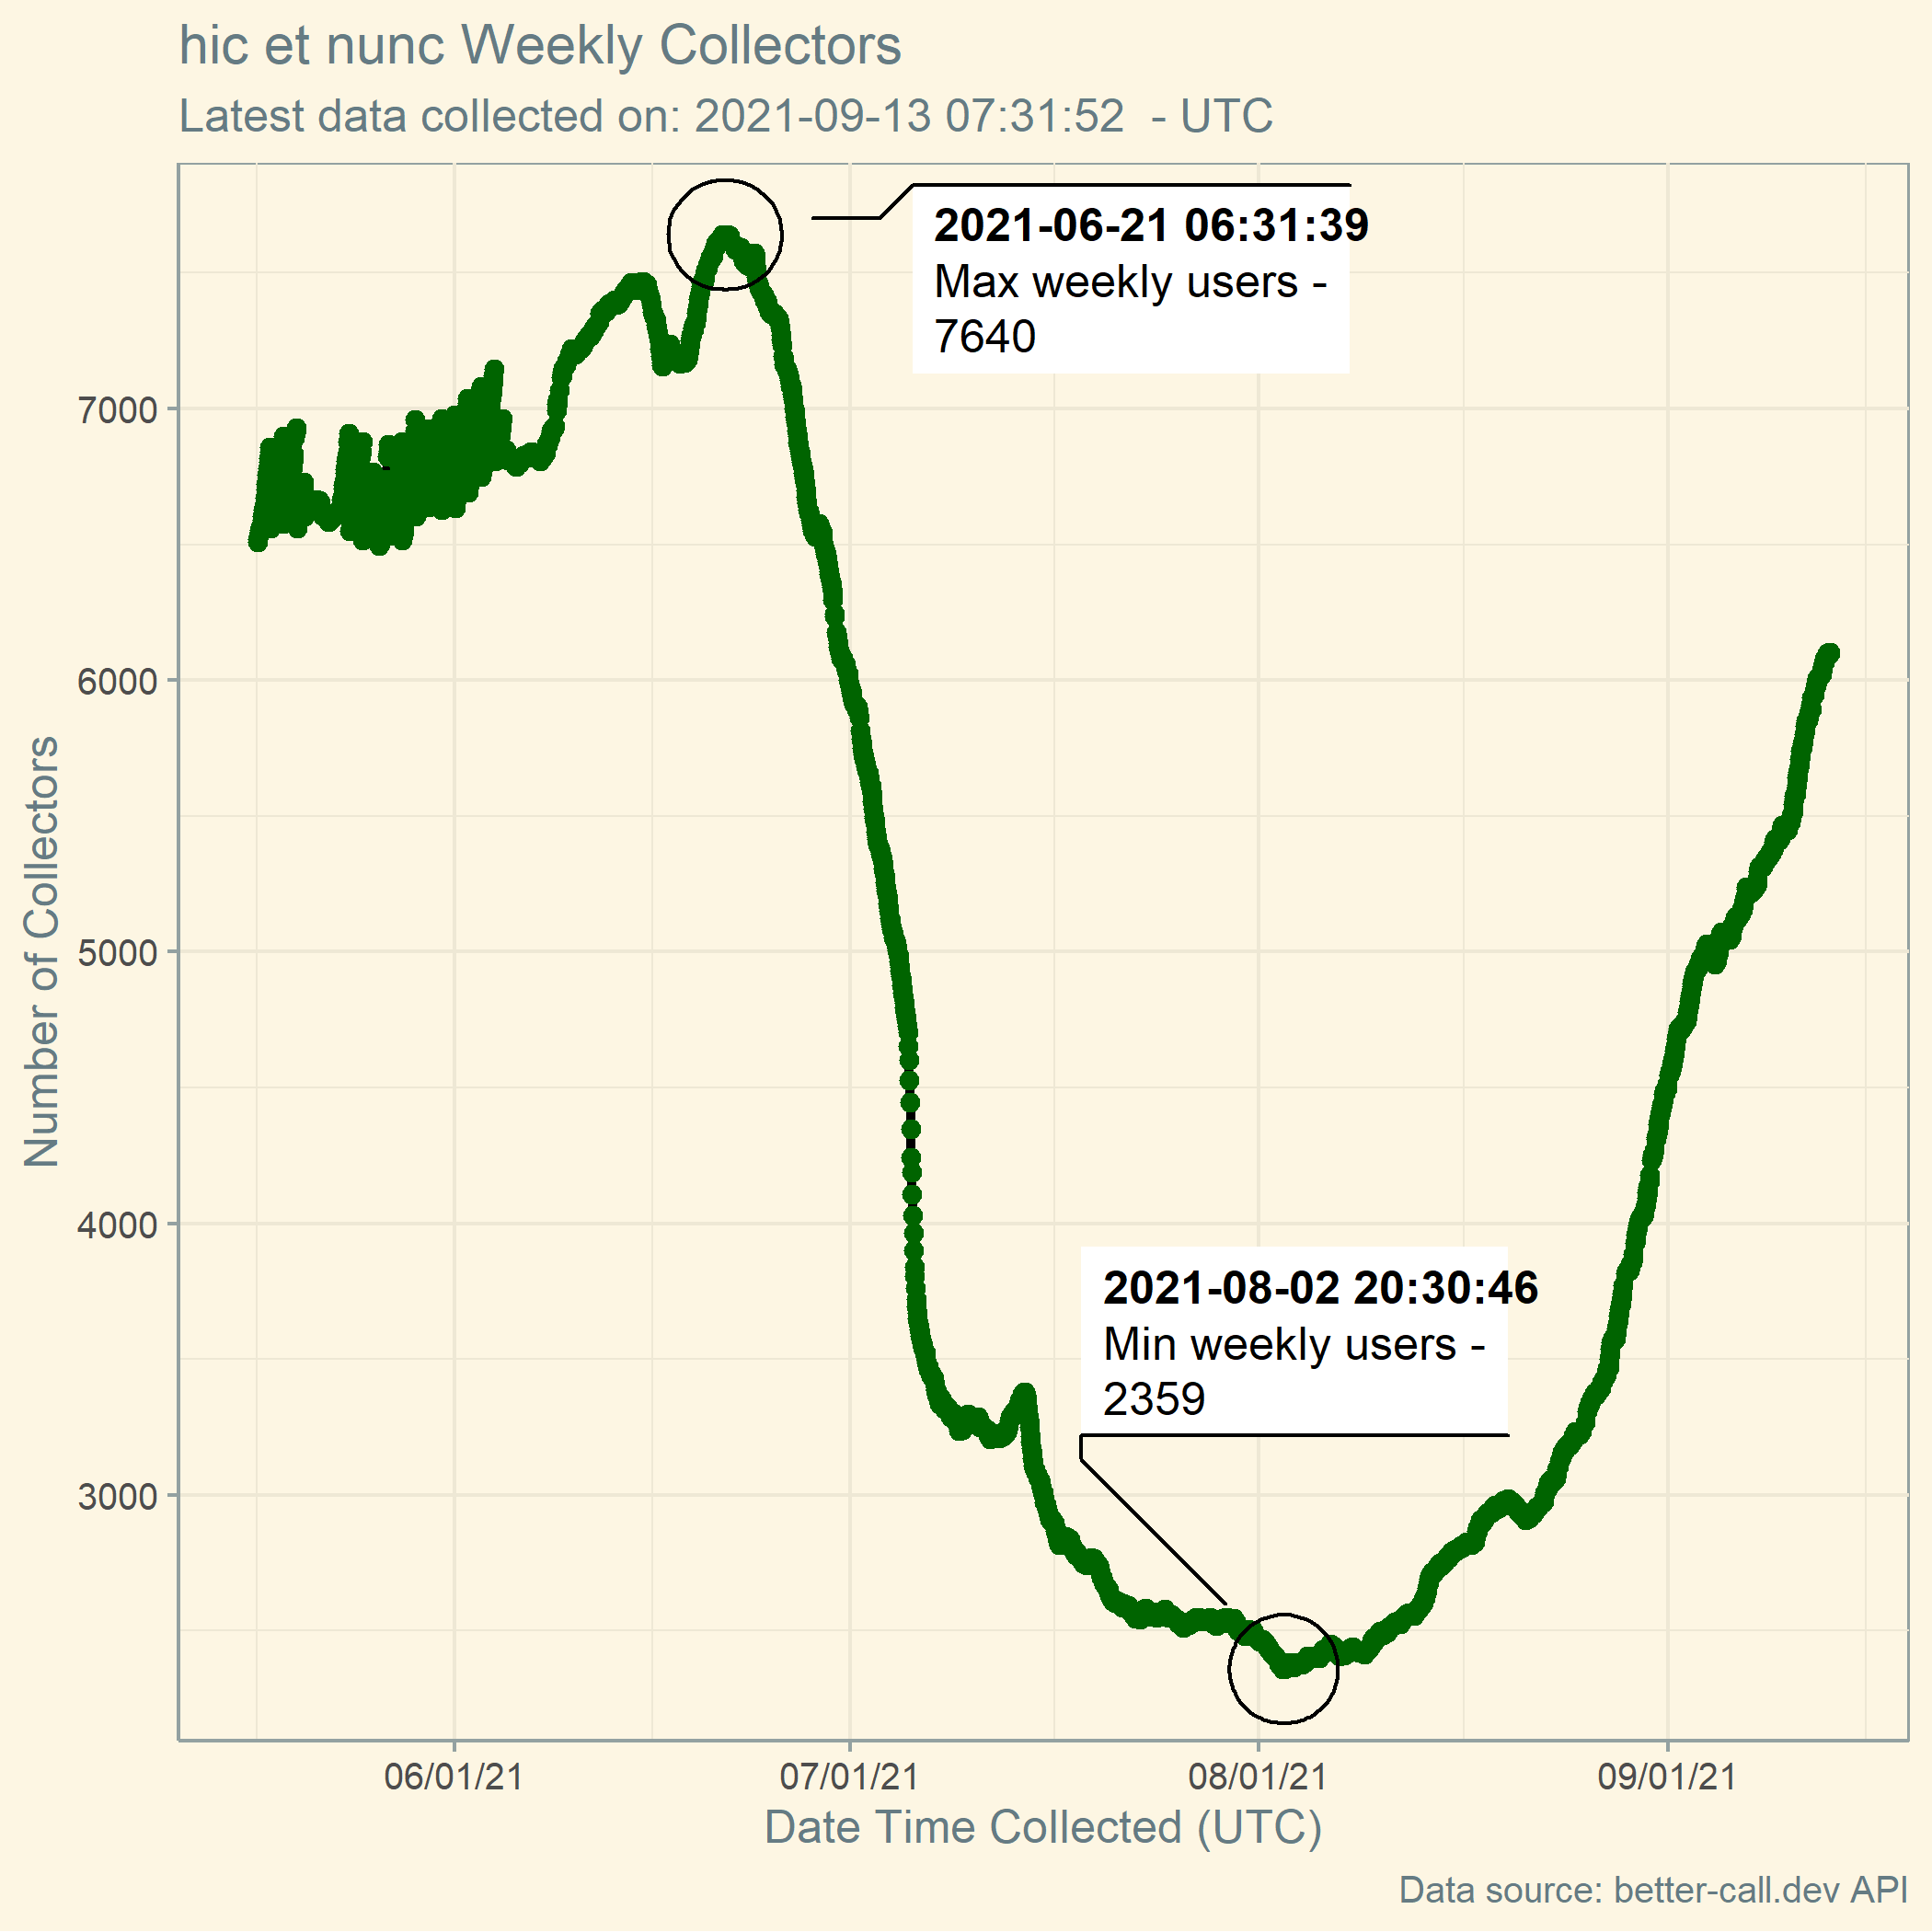 hic et nunc Weekly Collectors
Latest data collected on: 2021-09-13 07:31:52  - UTC
2021-06-21 06:31:39
Max weekly users -
7640
7000
6000
5000
4000
3000
Number of Collectors
2021-08-02 20:30:46
Min weekly users -
2359
06/01/21
07/01/21
08/01/21
09/01/21
Date Time Collected (UTC)
Data source: better-call.dev API